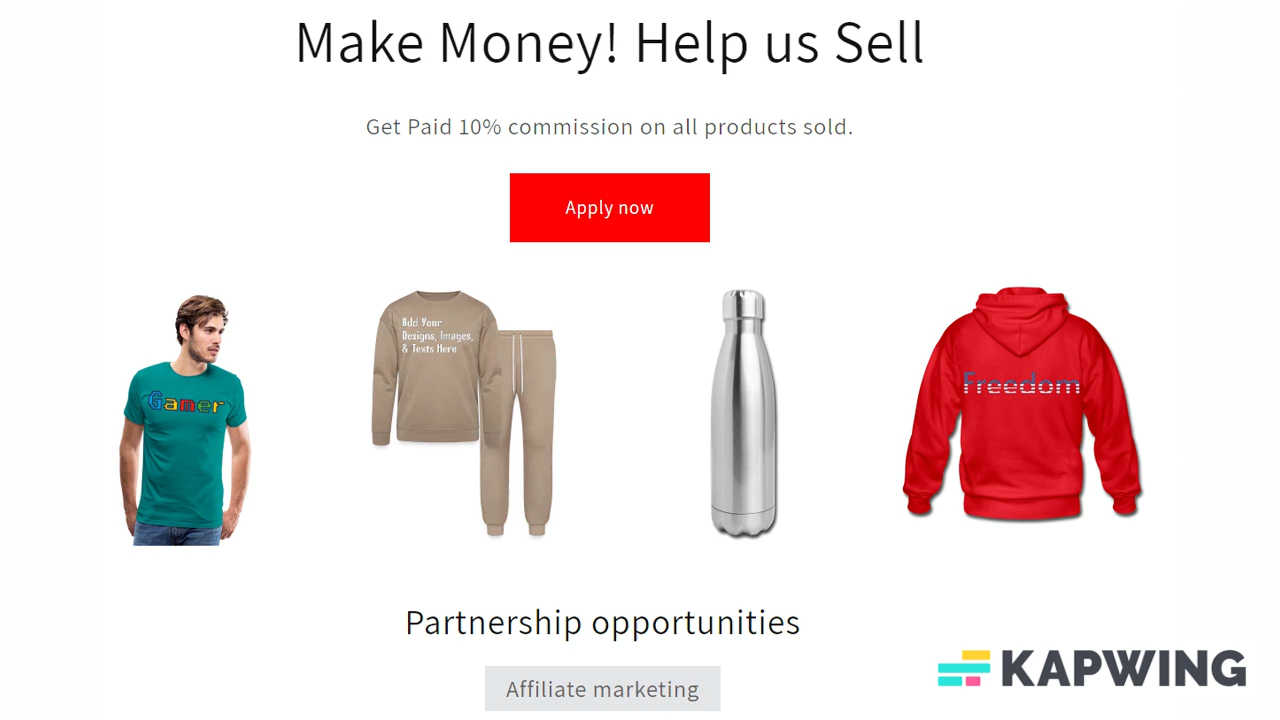 Make Money! Help us Sell
Get Paid 10% commission on all products sold.
Apply now
Gamer
Add Your
Designs, Images,
& Texts Here
Freedom
Partnership opportunities
Affiliate marketing
KAPWING